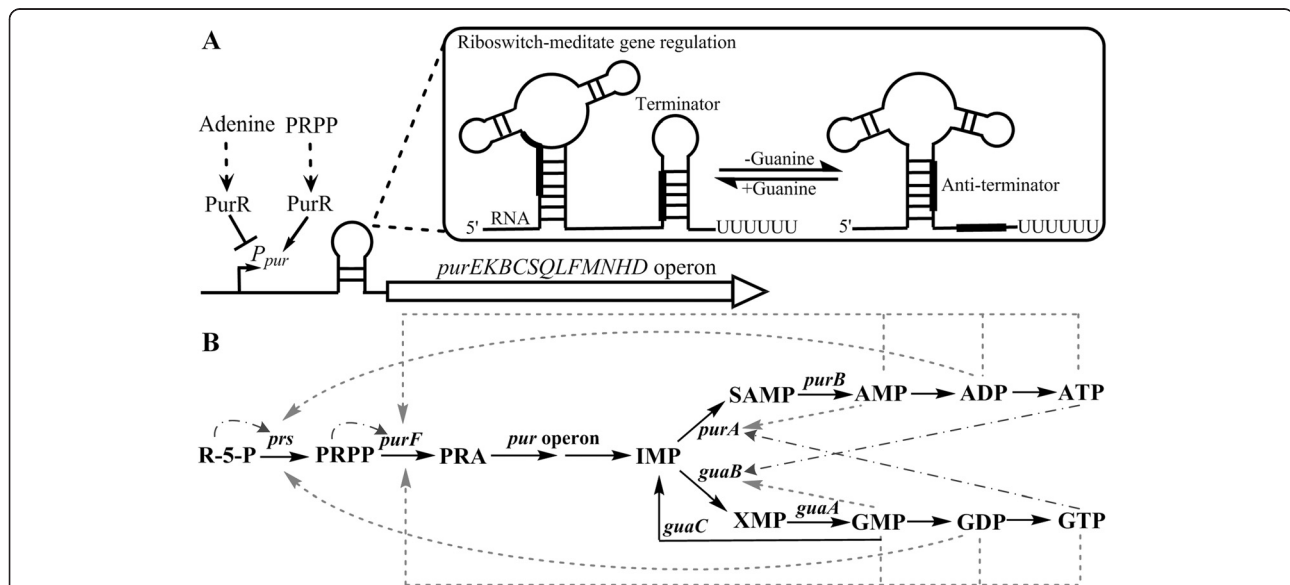 A
Riboswitch-meditate gene regulation
Terminator
Adenine PRPP
-Guanine
+Guanine
Anti-terminator
PurR PurR
5' RNA UUUUUU 5' UUUUUU
Ppur
purEKBCSQLFMNHD operon
B
SAMP purB AMP ADP ATP
purA
prs purF pur operon
R-5-P PRPP PRA IMP
guaB
guaC XMP guaA GMP GDP GTP